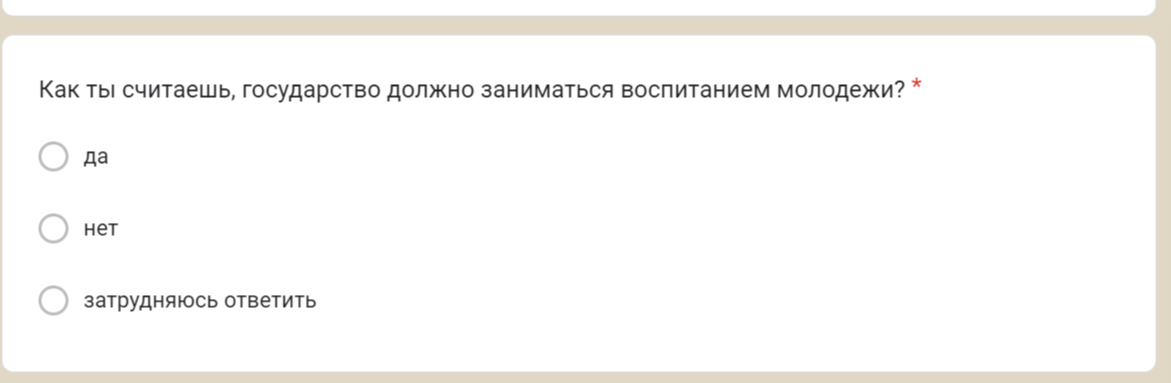 Как ты считаешь, государство должно заниматься воспитанием молодежи? *
да
нет
затрудняюсь ответить